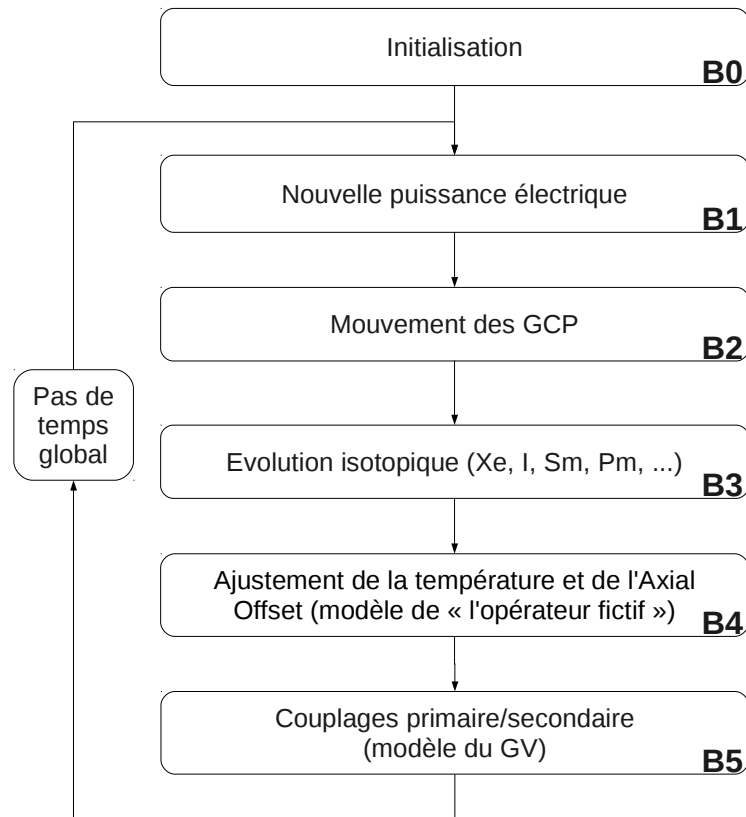 Initialisation
B0
Nouvelle puissance électrique
B1
Mouvement des GCP
B2
Pas de
temps
global
Evolution isotopique (Xe, I, Sm, Pm, ...)
B3
Ajustement de la température et de l'Axial
Offset (modèle de « l'opérateur fictif »)
B4
Couplages primaire/secondaire
(modèle du GV)
B5